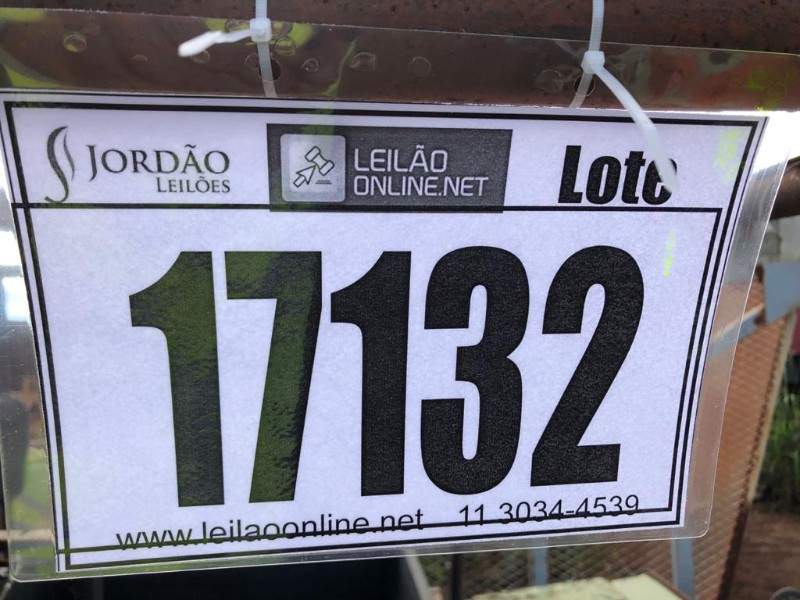 JORDÃO
LEILÕES
LEILÃO
ONLINE.NET
Lote
17132
www.leilaoonline.net 11 3034-4539